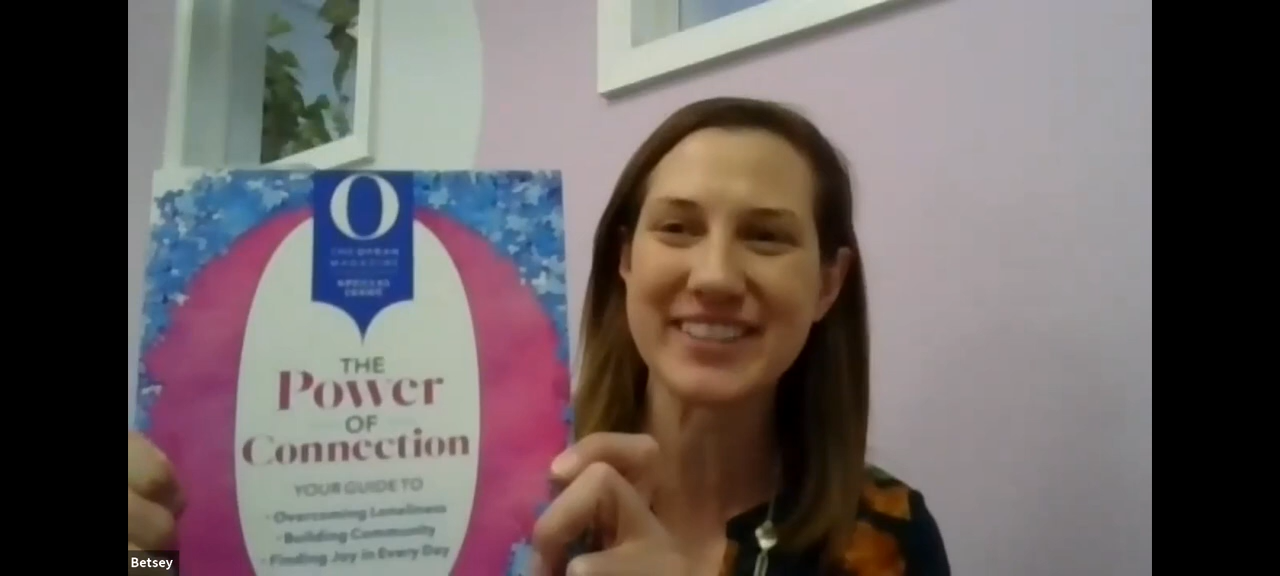 O
THE OPRAH
MAGAZINE
SPECIAL
ISSUE
THE
Power
OF
Connection
YOUR GUIDE TO
· Overcoming Loneliness
· Building Community
· Finding Joy in Every Day
Betsey